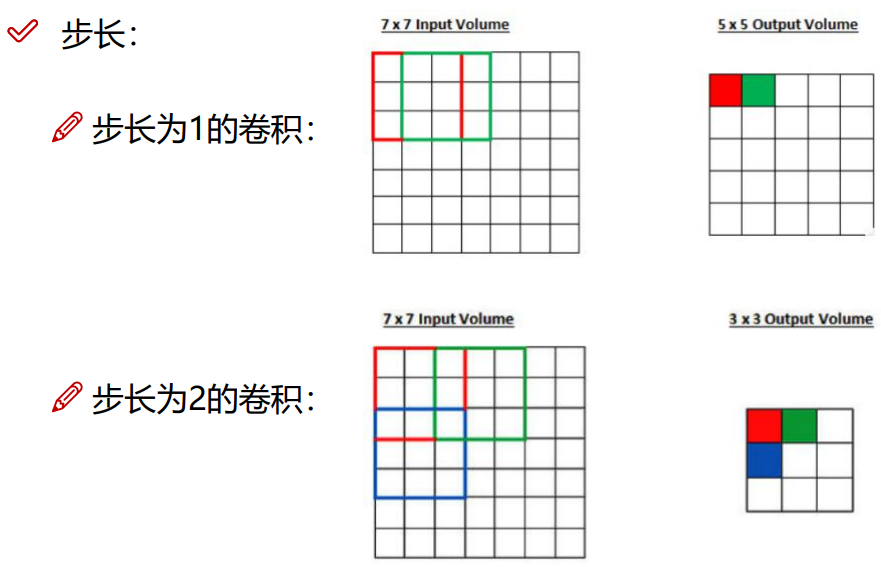 步长：
7 x 7 Input Volume
5 x 5 Output Volume
步长为1的卷积：
7 x 7 Input Volume
3 x 3 Output Volume
步长为2的卷积：